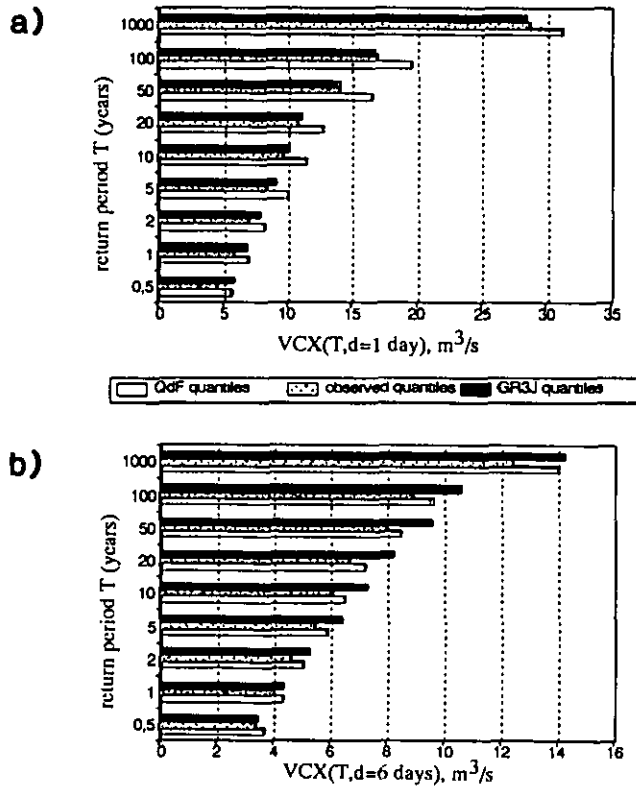 a)
return period T (years)
1000
100
50
20
10
5
2
1
0,5
0 5 10 15 20 25 30 35
VCX(T,d=1 day), m³/s
QdF quantiles observed quantiles GR3J quantiles
b)
return period T (years)
1000
100
50
20
10
5
2
1
0,5
0 2 4 6 8 10 12 14 16
VCX(T,d=6 days), m³/s